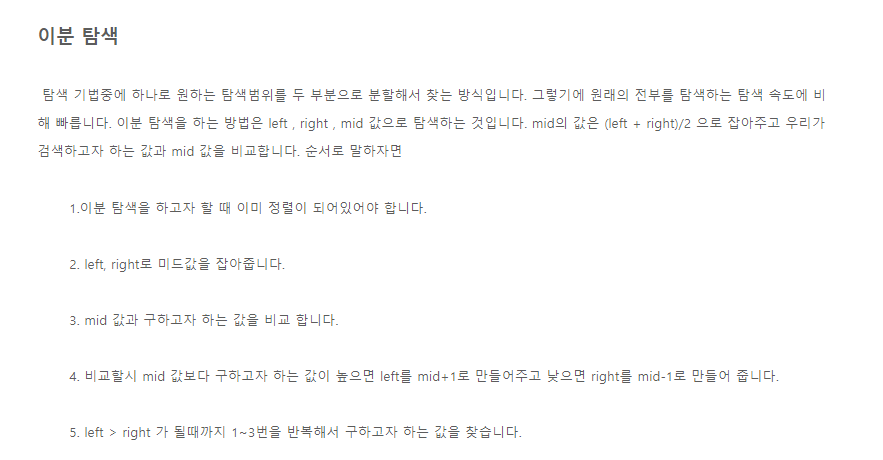 이분 탐색
탐색 기법중에 하나로 원하는 탐색범위를 두 부분으로 분할해서 찾는 방식입니다. 그렇기에 원래의 전부를 탐색하는 탐색 속도에 비
해 빠릅니다. 이분 탐색을 하는 방법은 left , right , mid 값으로 탐색하는 것입니다. mid의 값은 (left + right)/2 으로 잡아주고 우리가
검색하고자 하는 값과 mid 값을 비교합니다. 순서로 말하자면
1.이분 탐색을 하고자 할 때 이미 정렬이 되어있어야 합니다.
2. left, right로 미드값을 잡아줍니다.
3. mid 값과 구하고자 하는 값을 비교 합니다.
4. 비교할시 mid 값보다 구하고자 하는 값이 높으면 left를 mid+1로 만들어주고 낮으면 right를 mid-1로 만들어 줍니다.
5. left > right 가 될때까지 1~3번을 반복해서 구하고자 하는 값을 찾습니다.